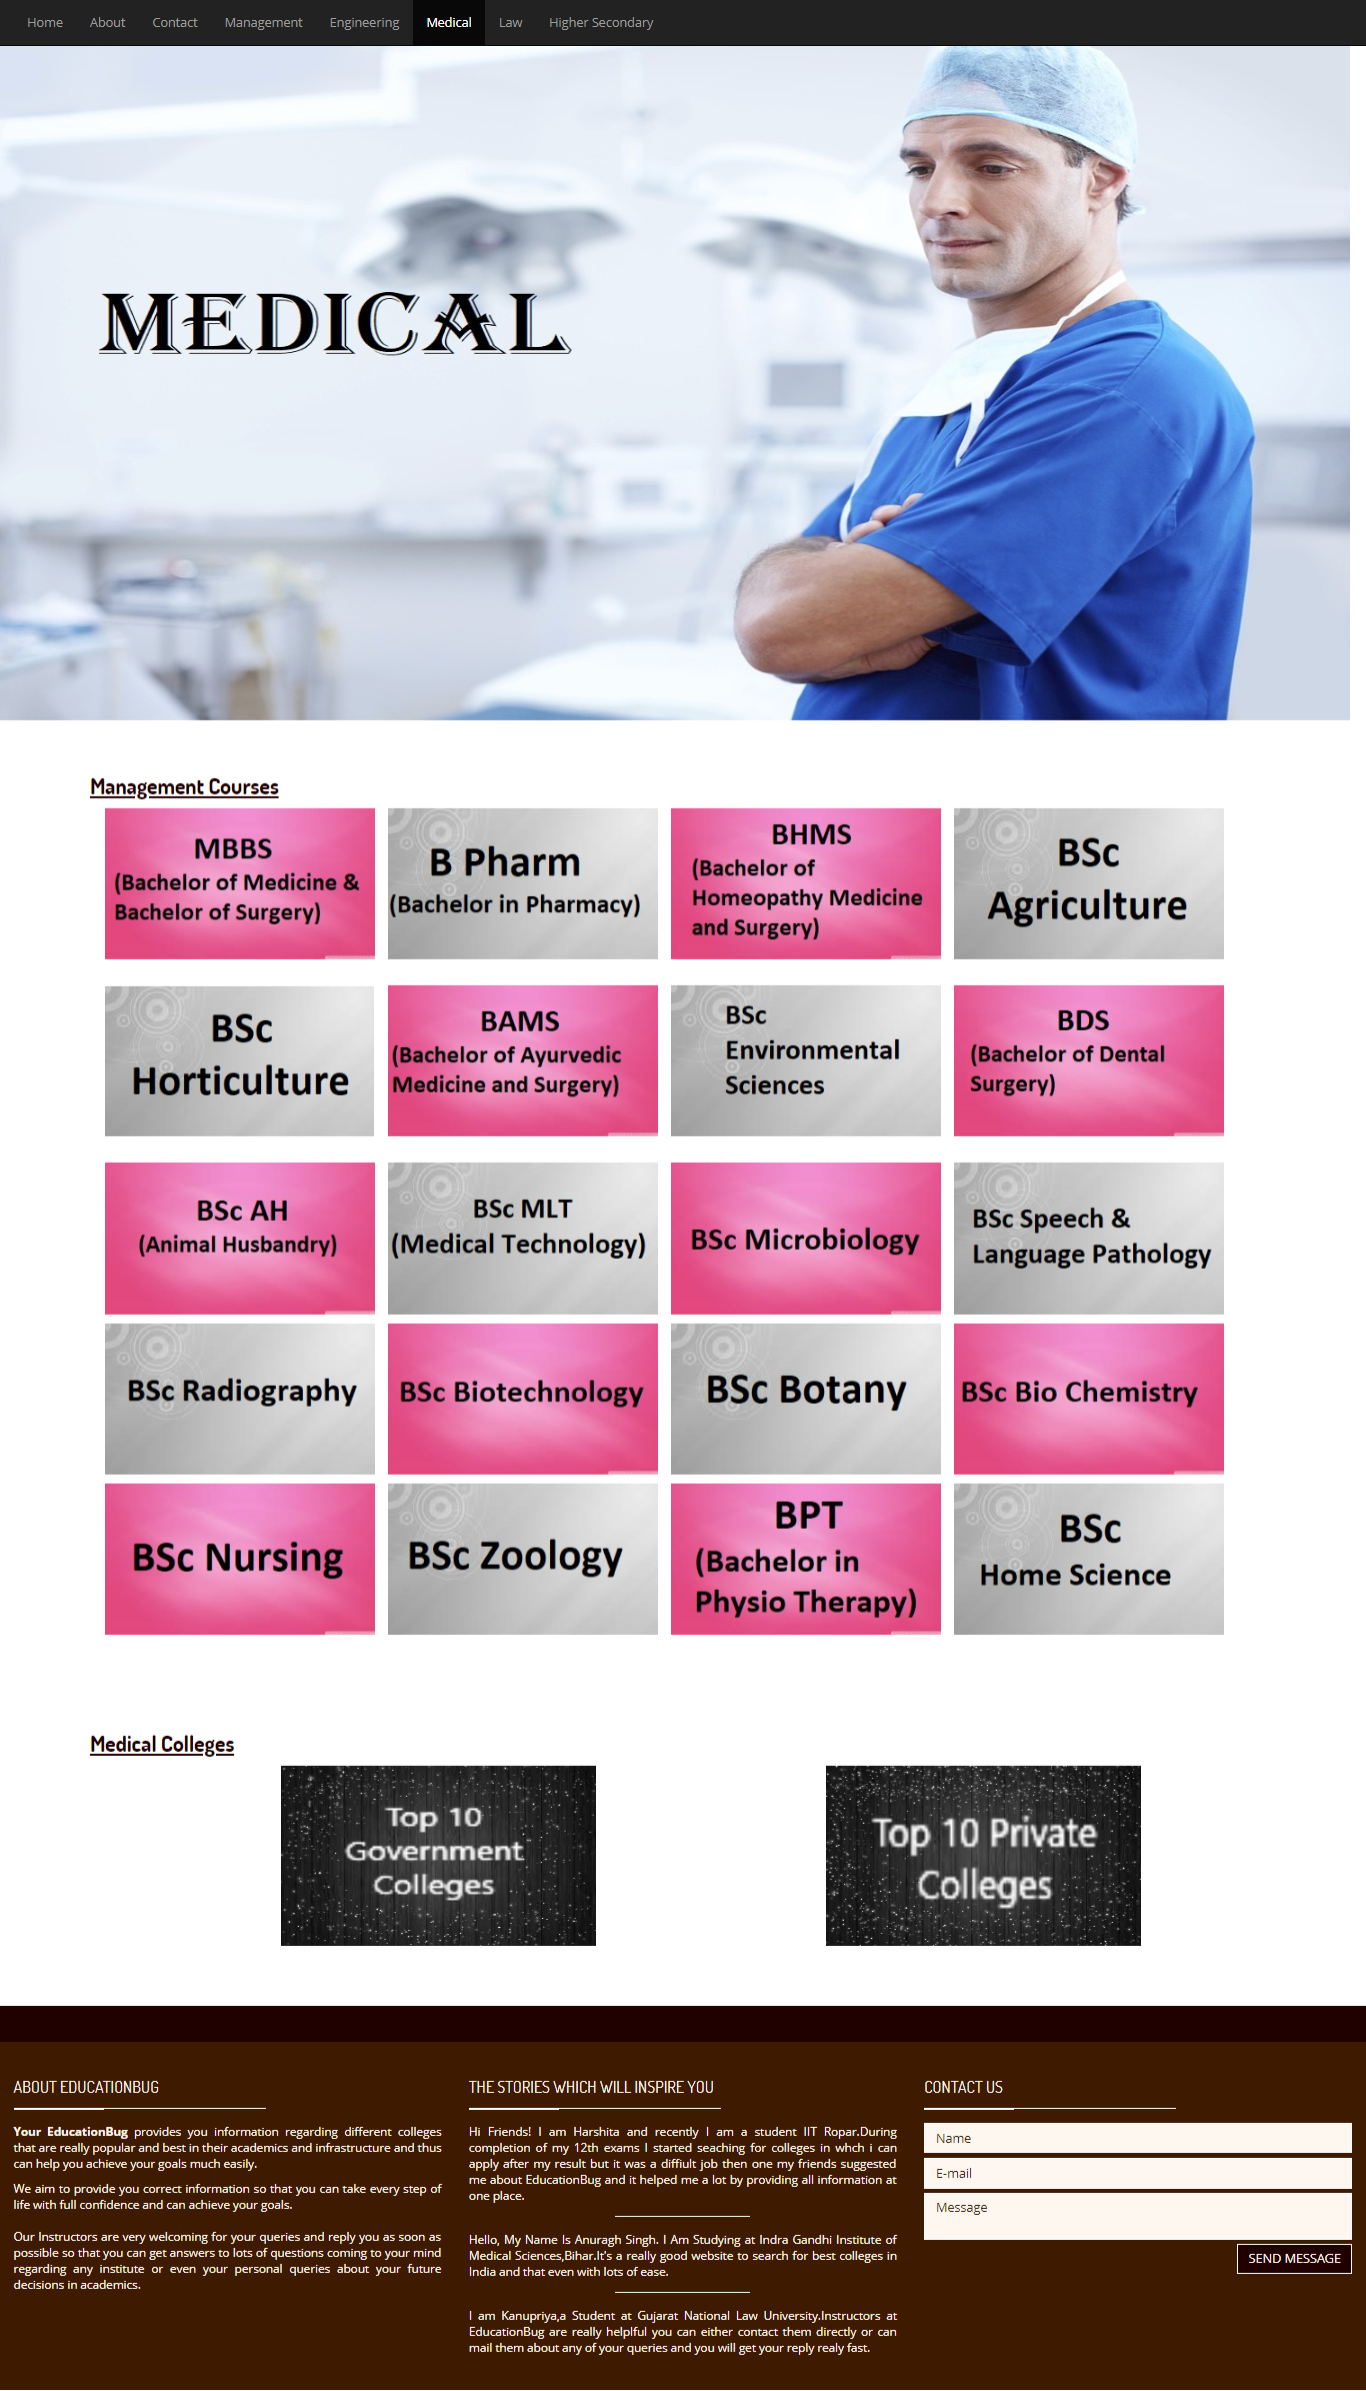 Home About Contact Management Engineering Medical Law Higher Secondary
MEDICAL
Management Courses
MBBS
(Bachelor of Medicine &
Bachelor of Surgery)
B Pharm
(Bachelor in Pharmacy)
BHMS
(Bachelor of
Homeopathy Medicine
and Surgery)
BSc
Agriculture
BSc
Horticulture
BAMS
(Bachelor of Ayurvedic
Medicine and Surgery)
BSc
Environmental
Sciences
BDS
(Bachelor of Dental
Surgery)
BSc AH
(Animal Husbandry)
BSc MLT
(Medical Technology)
BSc Microbiology
BSc Speech &
Language Pathology
BSc Radiography
BSc Biotechnology
BSc Botany
BSc Bio Chemistry
BSc Nursing
BSc Zoology
BPT
(Bachelor in
Physio Therapy)
BSc
Home Science
Medical Colleges
Top 10
Government
Colleges
Top 10 Private
Colleges
ABOUT EDUCATIONBUG
Your EducationBug provides you information regarding different colleges
that are really popular and best in their academics and infrastructure and thus
can help you achieve your goals much easily.
We aim to provide you correct information so that you can take every step of
life with full confidence and can achieve your goals.
Our Instructors are very welcoming for your queries and reply you as soon as
possible so that you can get answers to lots of questions coming to your mind
regarding any institute or even your personal queries about your future
decisions in academics.
THE STORIES WHICH WILL INSPIRE YOU
Hi Friends! I am Harshita and recently I am a student IIT Ropar.During
completion of my 12th exams I started seaching for colleges in whch i can
apply after my result but it was a diffiult job then one my friends suggested
me about EducationBug and it helped me a lot by providing all information at
one place.
Hello, My Name Is Anuragh Singh. I Am Studying at Indra Gandhi Institute of
Medical Sciences,Bihar.It's a really good website to search for best colleges in
India and that even with lots of ease.
I am Kanupriya,a Student at Gujarat National Law University.Instructors at
EducationBug are really helplful you can either contact them directly or can
mail them about any of your queries and you will get your reply realy fast.
CONTACT US
Name
E-mail
Message
SEND MESSAGE